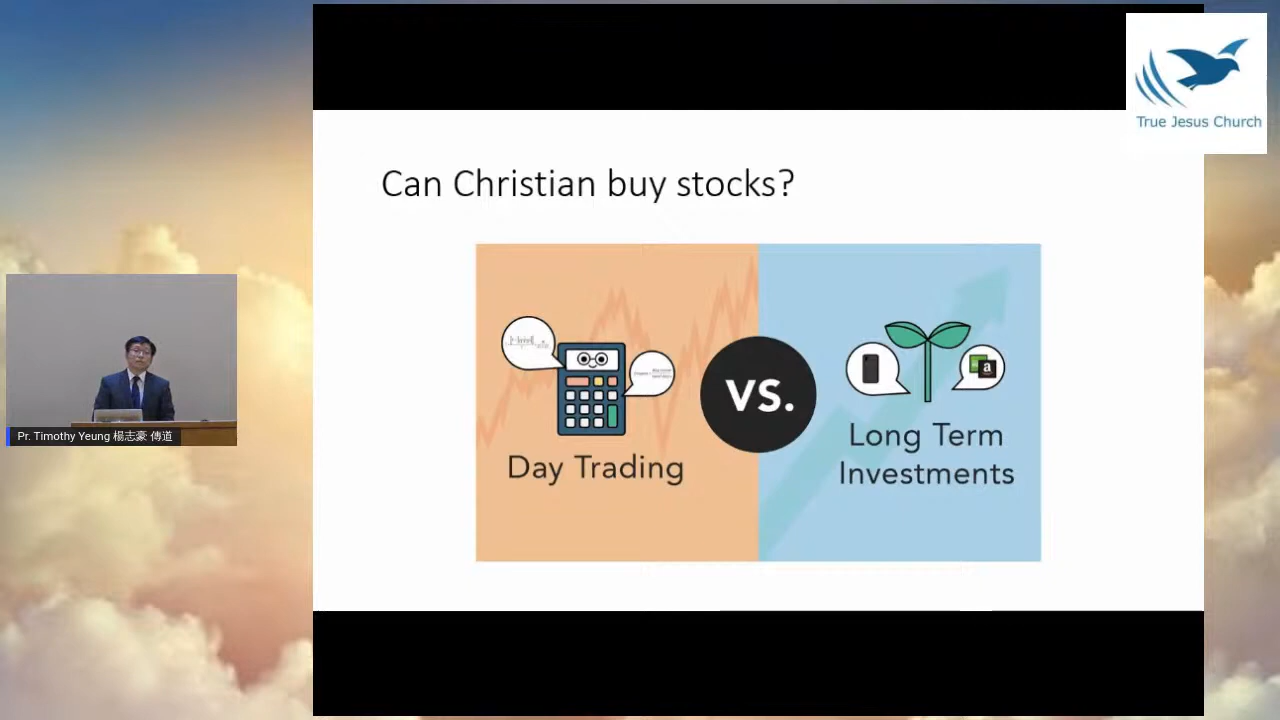 True Jesus Church
Can Christian buy stocks?
VS.
a
Day Trading
Long Term
Investments
Pr. Timothy Yeung 楊志豪 傳道